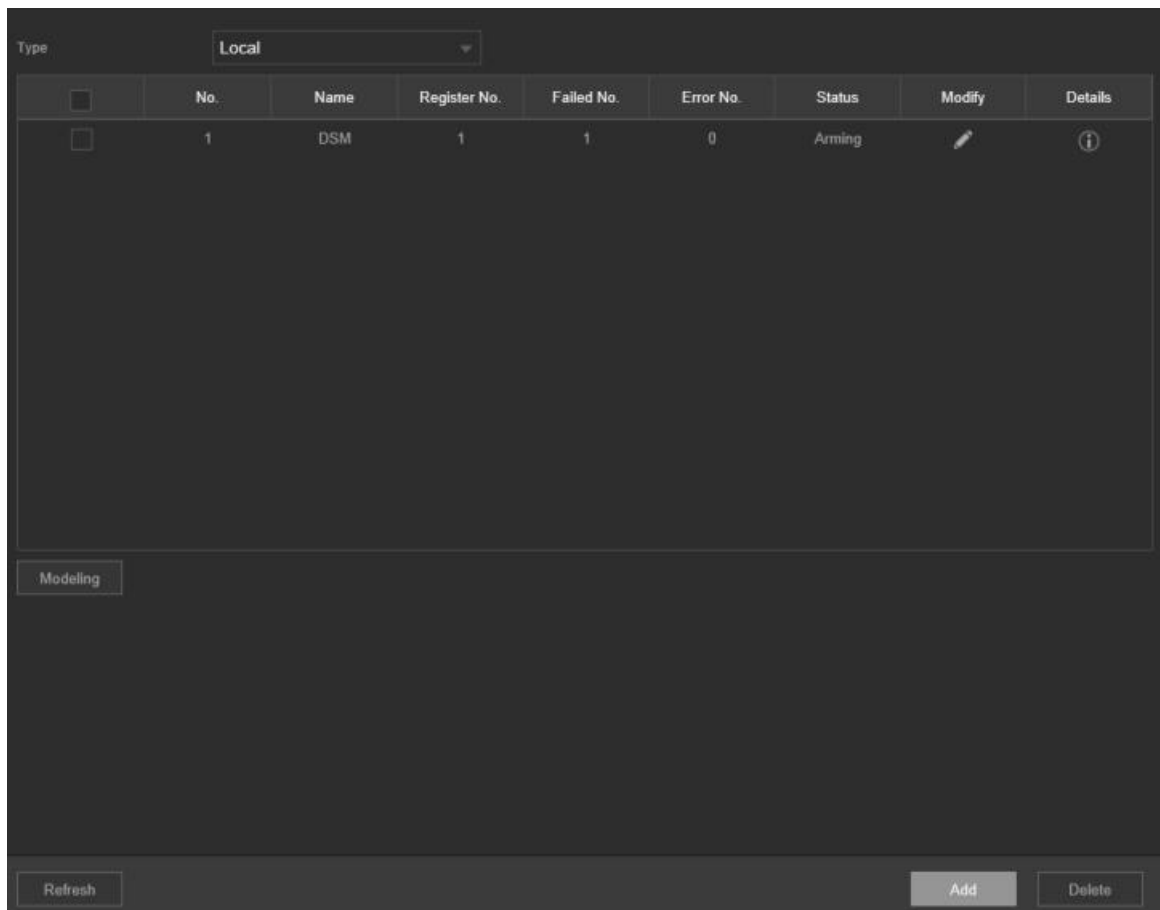 Type Local
No. Name Register No. Failed No. Error No. Status Modify Details
1 DSM 1 1 0 Arming
Modeling
Refresh Add Delete